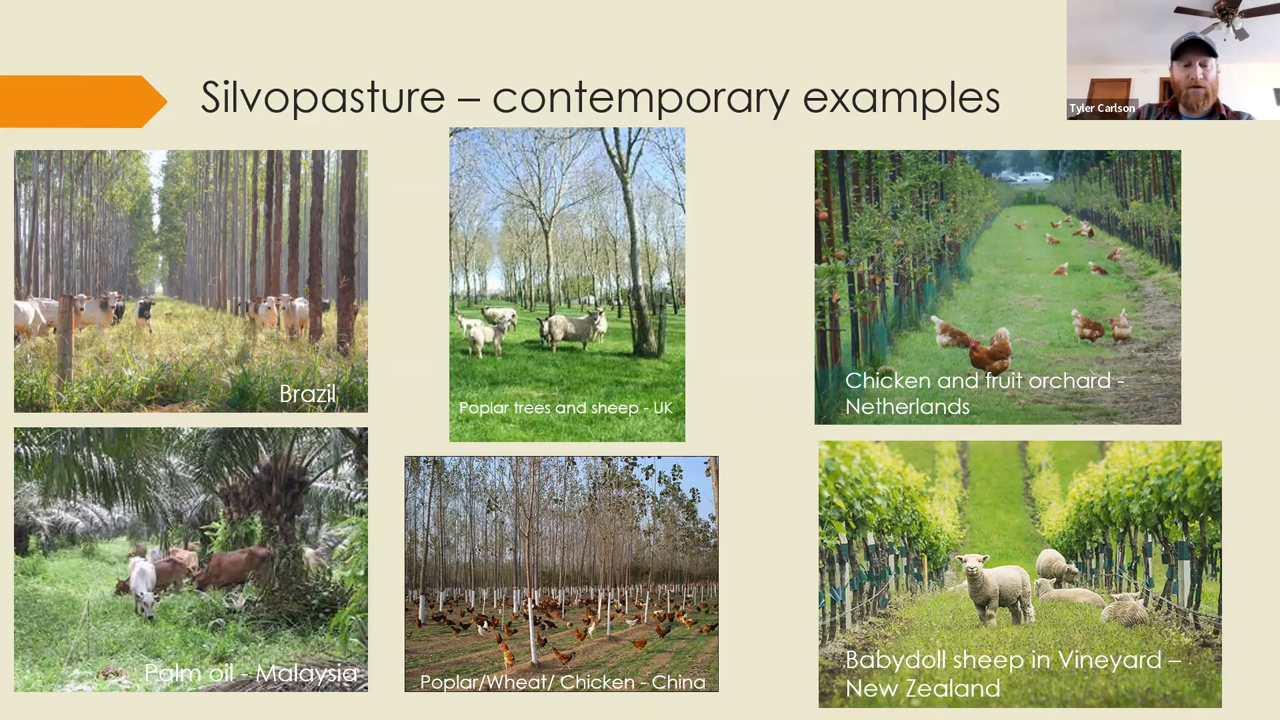 Silvopasture – contemporary examples
Tyler Carlson
Brazil
Poplar trees and sheep - UK
Chicken and fruit orchard -
Netherlands
Palm oil - Malaysia
Poplar/Wheat/ Chicken - China
Babydoll sheep in Vineyard –
New Zealand